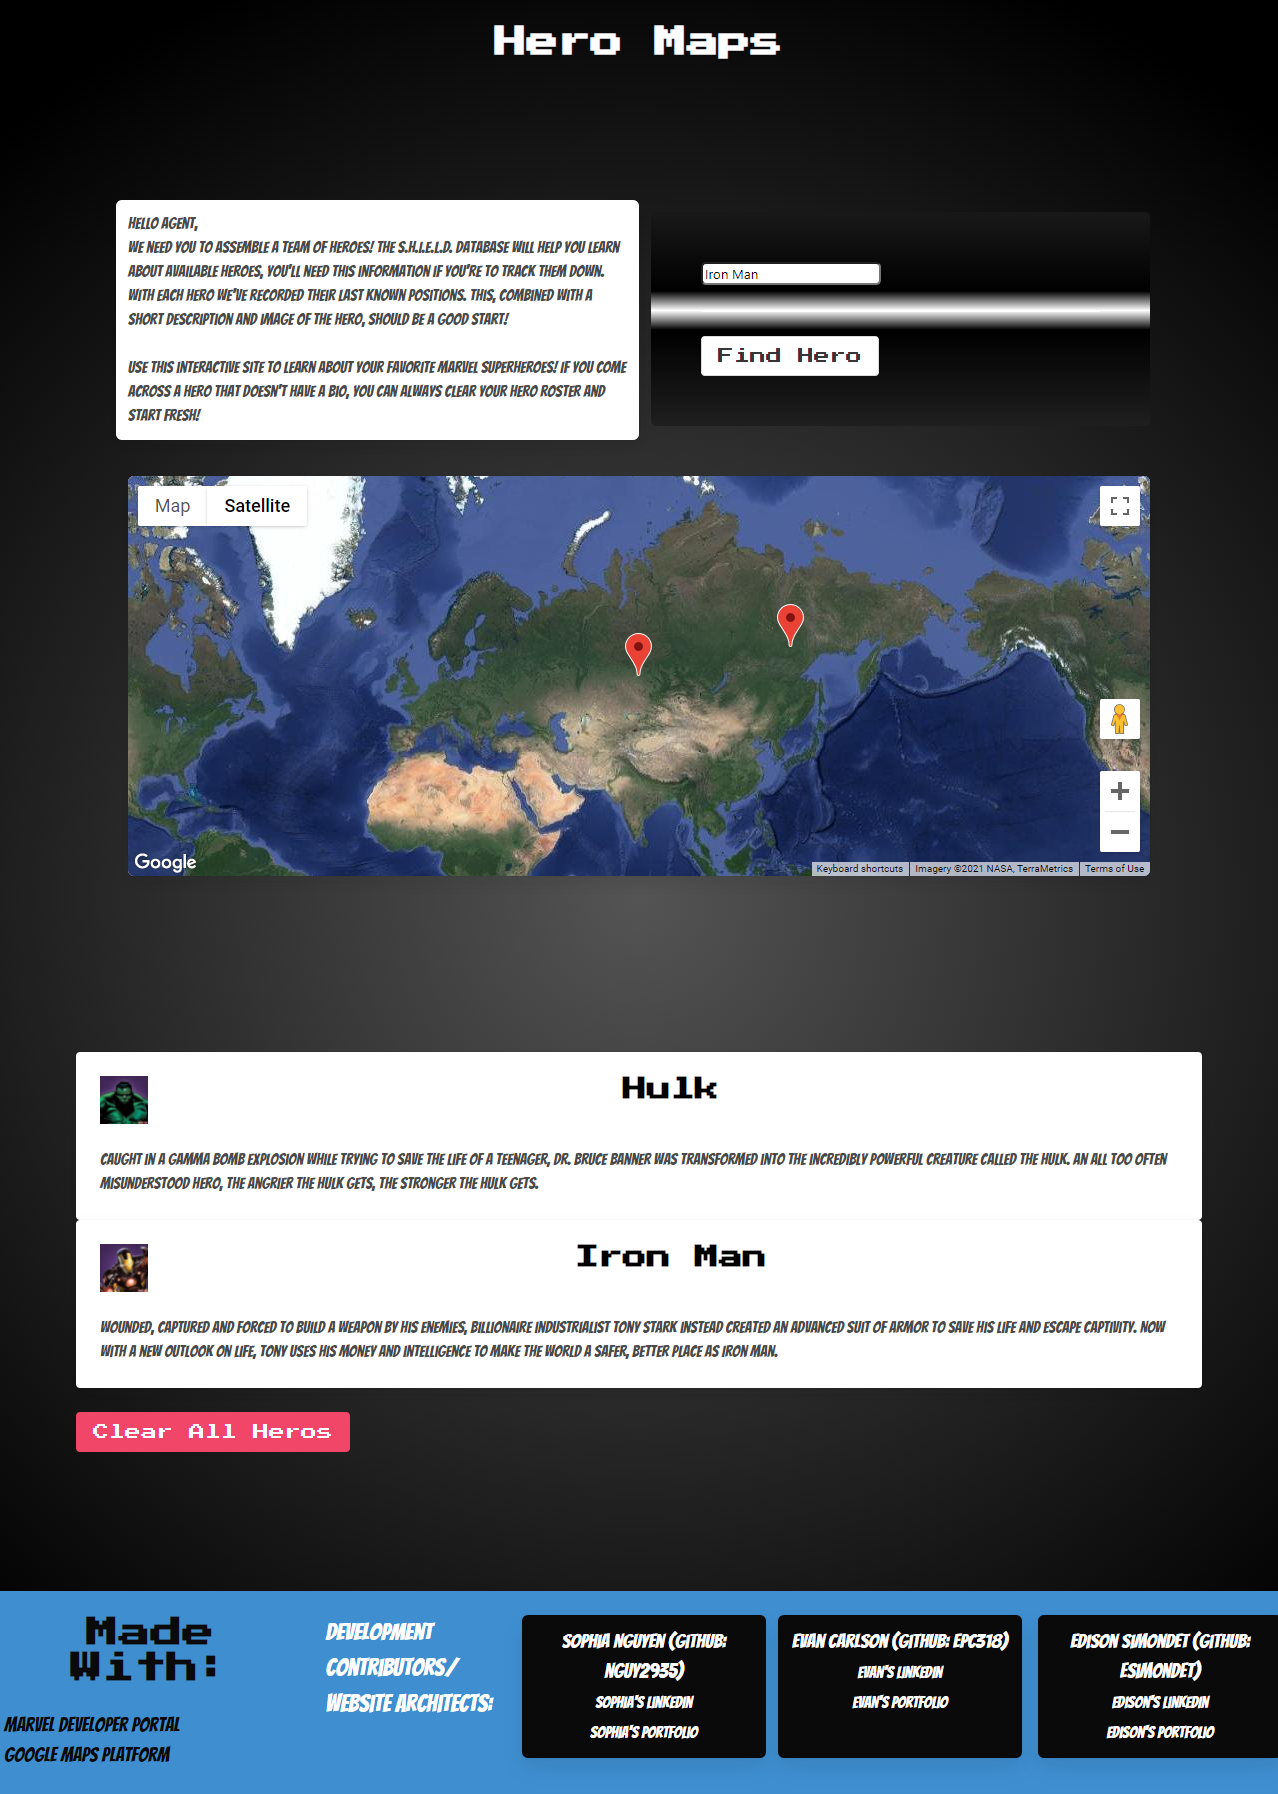 Hero Maps
HELLO AGENT,
WE NEED YOU TO ASSEMBLE A TEAM OF HEROES! THE S.H.I.E.L.D. DATABASE WILL HELP YOU LEARN
ABOUT AVAILABLE HEROES, YOU'LL NEED THIS INFORMATION IF YOU'RE TO TRACK THEM DOWN.
WITH EACH HERO WE'VE RECORDED THEIR LAST KNOWN POSITIONS. THIS, COMBINED WITH A
SHORT DESCRIPTION AND IMAGE OF THE HERO, SHOULD BE A GOOD START!
USE THIS INTERACTIVE SITE TO LEARN ABOUT YOUR FAVORITE MARVEL SUPERHEROES! IF YOU COME
ACROSS A HERO THAT DOESN'T HAVE A BIO, YOU CAN ALWAYS CLEAR YOUR HERO ROSTER AND
START FRESH!
Iron Man
Find Hero
Map Satellite
Google
Keyboard shortcuts Imagery ©2021 NASA, TerraMetrics Terms of Use
Hulk
CAUGHT IN A GAMMA BOMB EXPLOSION WHILE TRYING TO SAVE THE LIFE OF A TEENAGER, DR. BRUCE BANNER WAS TRANSFORMED INTO THE INCREDIBLY POWERFUL CREATURE CALLED THE HULK. AN ALL TOO OFTEN
MISUNDERSTOOD HERO, THE ANGRIER THE HULK GETS, THE STRONGER THE HULK GETS.
Iron Man
WOUNDED, CAPTURED AND FORCED TO BUILD A WEAPON BY HIS ENEMIES, BILLIONAIRE INDUSTRIALIST TONY STARK INSTEAD CREATED AN ADVANCED SUIT OF ARMOR TO SAVE HIS LIFE AND ESCAPE CAPTIVITY. NOW
WITH A NEW OUTLOOK ON LIFE, TONY USES HIS MONEY AND INTELLIGENCE TO MAKE THE WORLD A SAFER, BETTER PLACE AS IRON MAN.
Clear All Heros
Made
With:
MARVEL DEVELOPER PORTAL
GOOGLE MAPS PLATFORM
DEVELOPMENT
CONTRIBUTORS/
WEBSITE ARCHITECTS:
SOPHIA NGUYEN (GITHUB:
NGUY2935)
SOPHIA'S LINKEDIN
SOPHIA'S PORTFOLIO
EVAN CARLSON (GITHUB: EPC318)
EVAN'S LINKEDIN
EVAN'S PORTFOLIO
EDISON SIMONDET (GITHUB:
ESIMONDET)
EDISON'S LINKEDIN
EDISON'S PORTFOLIO